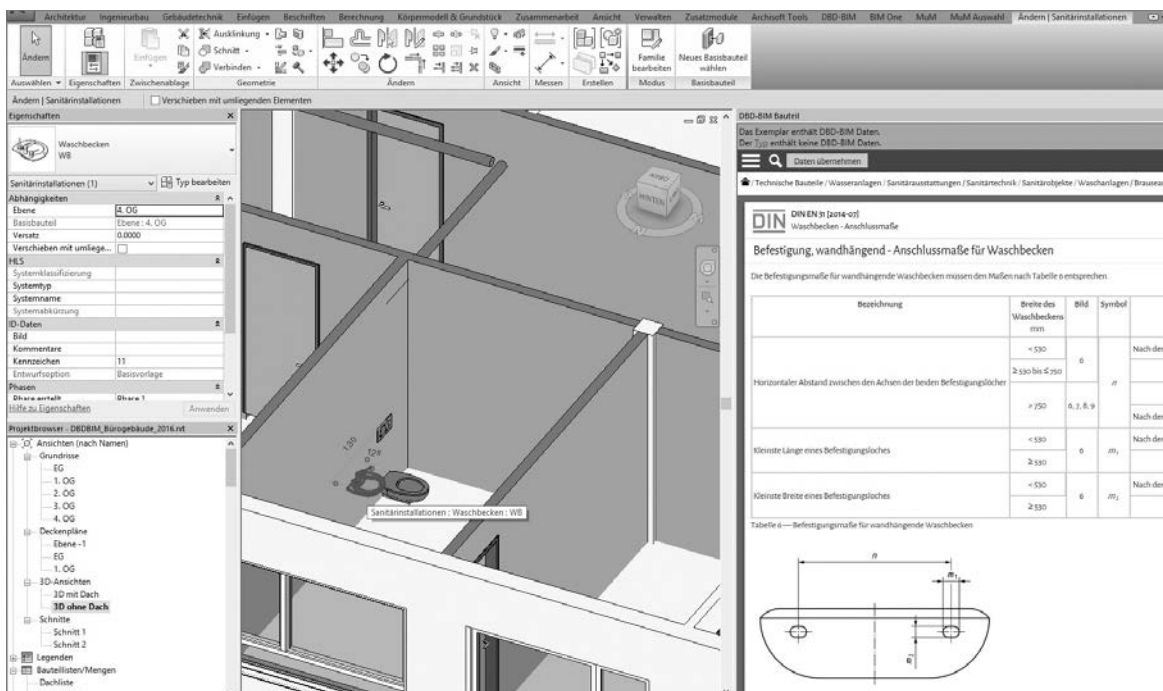 Architektur Ingenieurbau Gebäudetechnik Einfügen Beschriften Berechnung Körpermodell & Grundstück Zusammenarbeit Ansicht Verwalten Zusatzmodule Archisoft Tools DBD-BIM BIM One MuM MuM Auswahl Ändern | Sanitärinstallationen
Ändern
Einfügen
Ausklinkung
Schnitt
Verbinden
Familie bearbeiten
Neues Basisbauteil wählen
Auswählen Eigenschaften Zwischenablage Geometrie Ändern Ansicht Messen Erstellen Modus Basisbauteil
Ändern | Sanitärinstallationen Verschieben mit umliegenden Elementen
Eigenschaften X
Waschbecken
WB
Sanitärinstallationen (1) Typ bearbeiten
Abhängigkeiten
Ebene 4. OG
Basisbauteil Ebene : 4. OG
Versatz 0.0000
Verschieben mit umliege...
HLS
Systemklassifizierung
Systemtyp
Systemname
Systemabkürzung
ID-Daten
Bild
Kommentare
Kennzeichen 11
Entwurfsoption Basisvorlage
Phasen
Phase erstellt Phase 1
Hilfe zu Eigenschaften Anwenden
Projektbrowser - DBDBIM_Bürogebäude_2016.rvt X
Ansichten (nach Namen)
Grundrisse
EG
1. OG
2. OG
3. OG
4. OG
Deckenpläne
Ebene -1
EG
1. OG
3D-Ansichten
3D mit Dach
3D ohne Dach
Schnitte
Schnitt 1
Schnitt 2
Legenden
Bauteillisten/Mengen
Dachliste
OBEN
HINTEN
130
Sanitärinstallationen : Waschbecken : WB
DBD-BIM Bauteil
Das Exemplar enthält DBD-BIM Daten.
Der Typ enthält keine DBD-BIM Daten.
Daten übernehmen
/ Technische Bauteile / Wasseranlagen / Sanitärausstattungen / Sanitärtechnik / Sanitärobjekte / Waschanlagen / Brausean
DIN
DIN EN 31 [2014-07]
Waschbecken - Anschlussmaße
Befestigung, wandhängend - Anschlussmaße für Waschbecken
Die Befestigungsmaße für wandhängende Waschbecken müssen den Maßen nach Tabelle 6 entsprechen.
Bezeichnung Breite des Waschbeckens mm Bild Symbol
< 530 6 Nach der
≥ 530 bis ≤ 750
Horizontaler Abstand zwischen den Achsen der beiden Befestigungslöcher n
> 750 6, 7, 8, 9
Nach der
Kleinste Länge eines Befestigungsloches < 530 6 m₁ Nach der
≥ 530
Kleinste Breite eines Befestigungsloches < 530 6 m₂ Nach der
≥ 530
Tabelle 6 — Befestigungsmaße für wandhängende Waschbecken
n
m₁
m₂